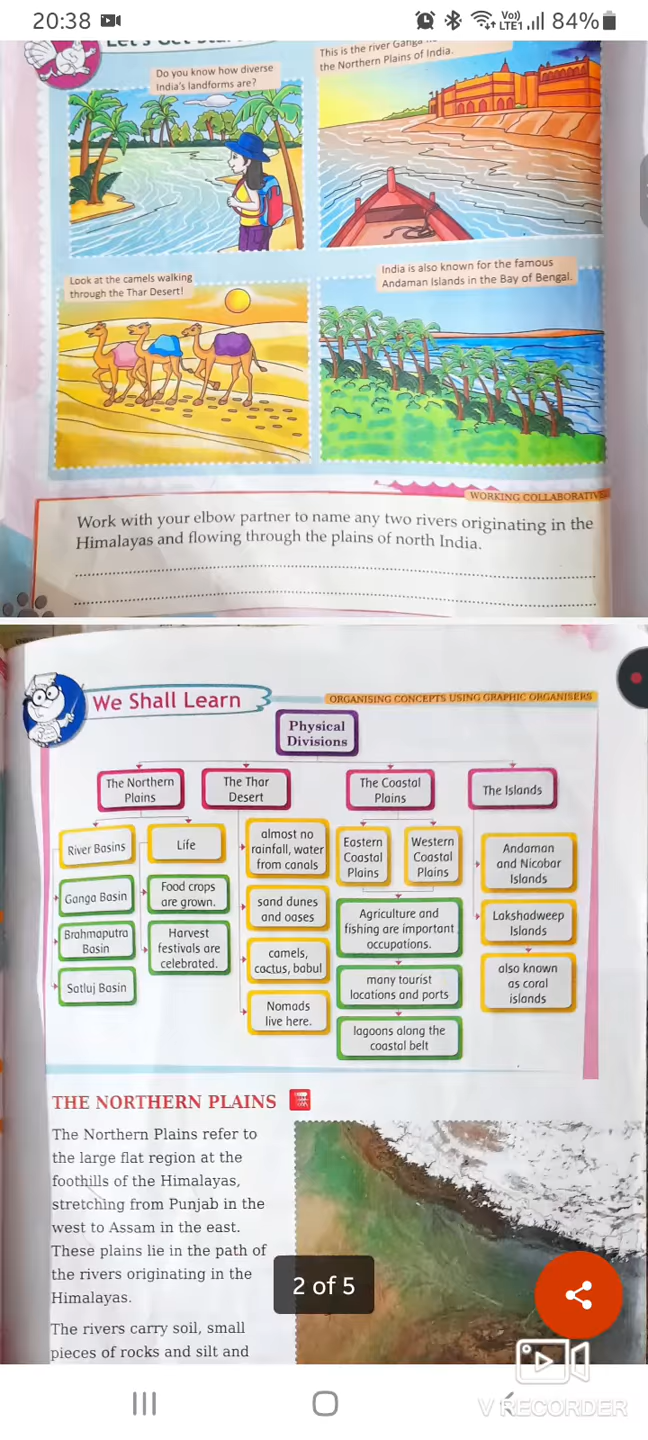 20:38
Vo))
LTE1
84%
Let's Get
Do you know how diverse
India's landforms are?
This is the river Ganga
the Northern Plains of India.
Look at the camels walking
through the Thar Desert!
India is also known for the famous
Andaman Islands in the Bay of Bengal.
WORKING COLLABORATIVE
Work with your elbow partner to name any two rivers originating in the
Himalayas and flowing through the plains of north India.
We Shall Learn
ORGANISING CONCEPTS USING GRAPHIC ORGANISERS
Physical
Divisions
The Northern
Plains
The Thar
Desert
The Coastal
Plains
The Islands
River Basins
Life
almost no
rainfall, water
from canals
Eastern
Coastal
Plains
Western
Coastal
Plains
Andaman
and Nicobar
Islands
Ganga Basin
Food crops
are grown.
sand dunes
and oases
Agriculture and
fishing are important
occupations.
Lakshadweep
Islands
Brahmaputra
Basin
Harvest
festivals are
celebrated.
camels,
cactus, babul
many tourist
locations and ports
also known
as coral
islands
Satluj Basin
Nomads
live here.
lagoons along the
coastal belt
THE NORTHERN PLAINS
The Northern Plains refer to
the large flat region at the
foothills of the Himalayas,
stretching from Punjab in the
west to Assam in the east.
These plains lie in the path of
the rivers originating in the
Himalayas.
The rivers carry soil, small
pieces of rocks and silt and
2 of 5
V RECORDER